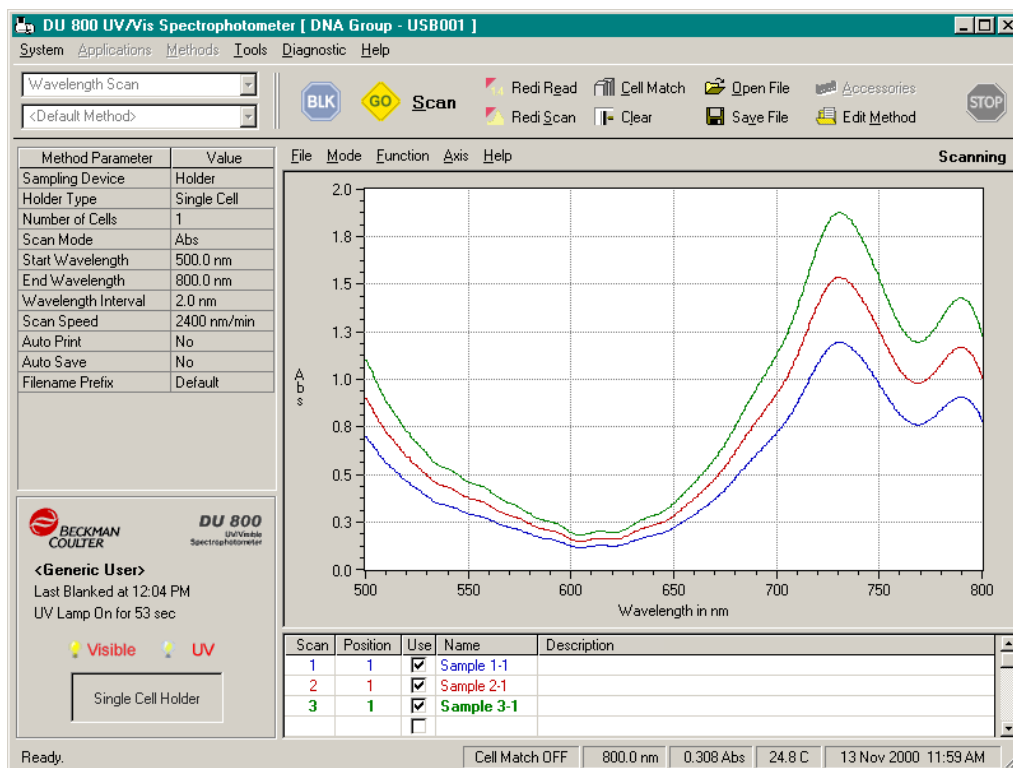 DU 800 UV/Vis Spectrophotometer [ DNA Group - USB001 ]
System Applications Methods Tools Diagnostic Help
Wavelength Scan
<Default Method>
BLK
GO
Scan
Redi Read
Redi Scan
Cell Match
Clear
Open File
Save File
Accessories
Edit Method
STOP
Method Parameter Value
Sampling Device Holder
Holder Type Single Cell
Number of Cells 1
Scan Mode Abs
Start Wavelength 500.0 nm
End Wavelength 800.0 nm
Wavelength Interval 2.0 nm
Scan Speed 2400 nm/min
Auto Print No
Auto Save No
Filename Prefix Default
BECKMAN
COULTER
DU 800
UV/Visible
Spectrophotometer
<Generic User>
Last Blanked at 12:04 PM
UV Lamp On for 53 sec
Visible UV
Single Cell Holder
File Mode Function Axis Help Scanning
2.0
1.8
1.5
1.3
1.0
0.8
0.5
0.3
0.0
Abs
500 550 600 650 700 750 800
Wavelength in nm
Scan Position Use Name Description
1 1 Sample 1-1
2 1 Sample 2-1
3 1 Sample 3-1
Ready. Cell Match OFF 800.0 nm 0.308 Abs 24.8 C 13 Nov 2000 11:59 AM